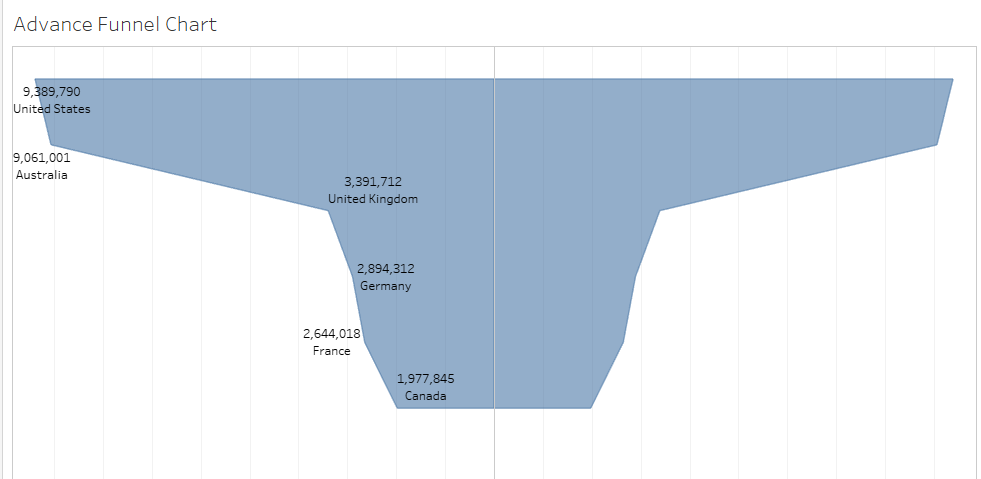 Advance Funnel Chart
9,389,790
United States
9,061,001
Australia
3,391,712
United Kingdom
2,894,312
Germany
2,644,018
France
1,977,845
Canada